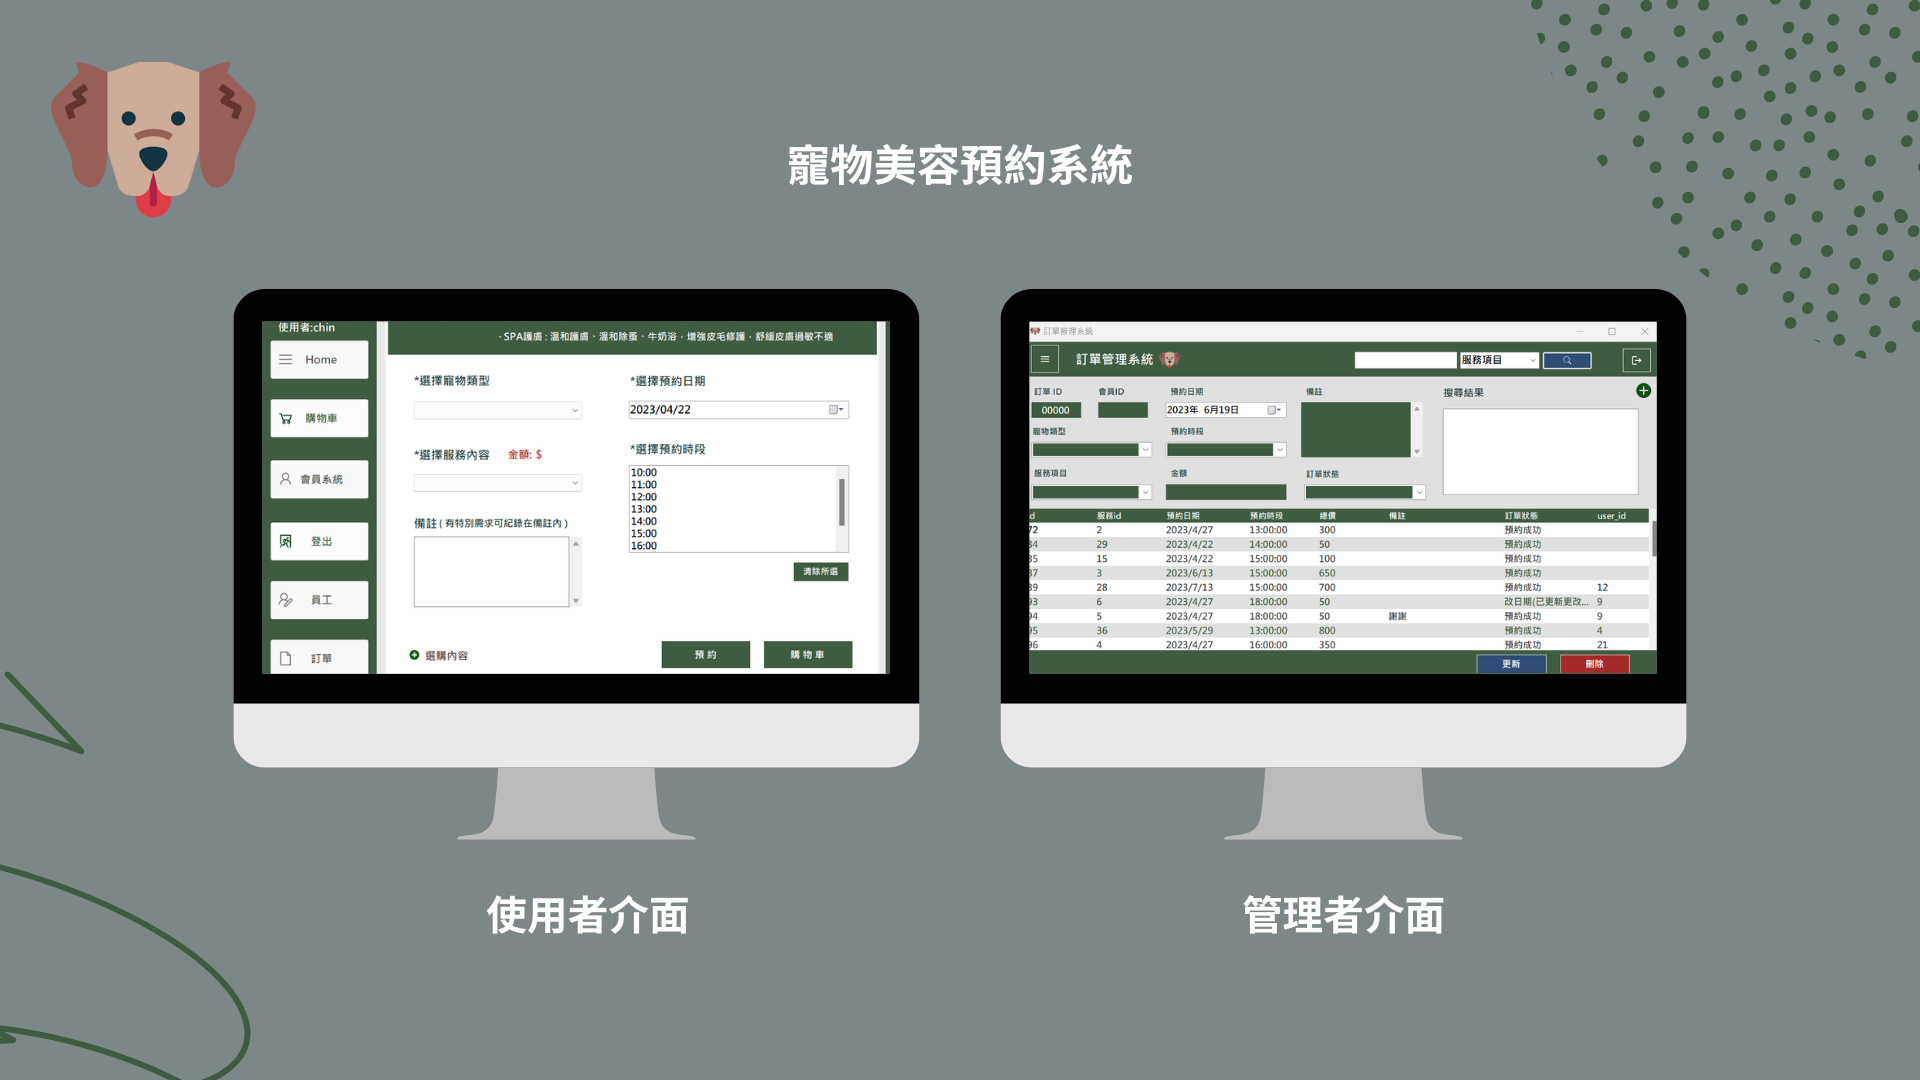 寵物美容預約系統
使用者:chin
Home
購物車
會員系統
登出
員工
訂單
· SPA護膚 : 溫和護膚、溫和除蚤、牛奶浴 · 增強皮毛修護 · 舒緩皮膚過敏不適
*選擇寵物類型
*選擇預約日期
2023/04/22
*選擇服務內容 金額: $
*選擇預約時段
10:00
11:00
12:00
13:00
14:00
15:00
16:00
備註 ( 有特別需求可記錄在備註內 )
清除所選
選購內容
預約
購物車
訂單管理系統
訂單管理系統
服務項目
訂單 ID 會員ID 預約日期 備註 搜尋結果
00000 2023年 6月19日
寵物類型 預約時段
服務項目 金額 訂單狀態
d 服務id 預約日期 預約時段 總價 備註 訂單狀態 user_id
72 2 2023/4/27 13:00:00 300 預約成功
84 29 2023/4/22 14:00:00 50 預約成功
85 15 2023/4/22 15:00:00 100 預約成功
87 3 2023/6/13 15:00:00 650 預約成功
89 28 2023/7/13 15:00:00 700 預約成功 12
93 6 2023/4/27 18:00:00 50 改日期(已更新更改... 9
94 5 2023/4/27 18:00:00 50 謝謝 預約成功 9
95 36 2023/5/29 13:00:00 800 預約成功 4
96 4 2023/4/27 16:00:00 350 預約成功 21
更新 刪除
使用者介面
管理者介面